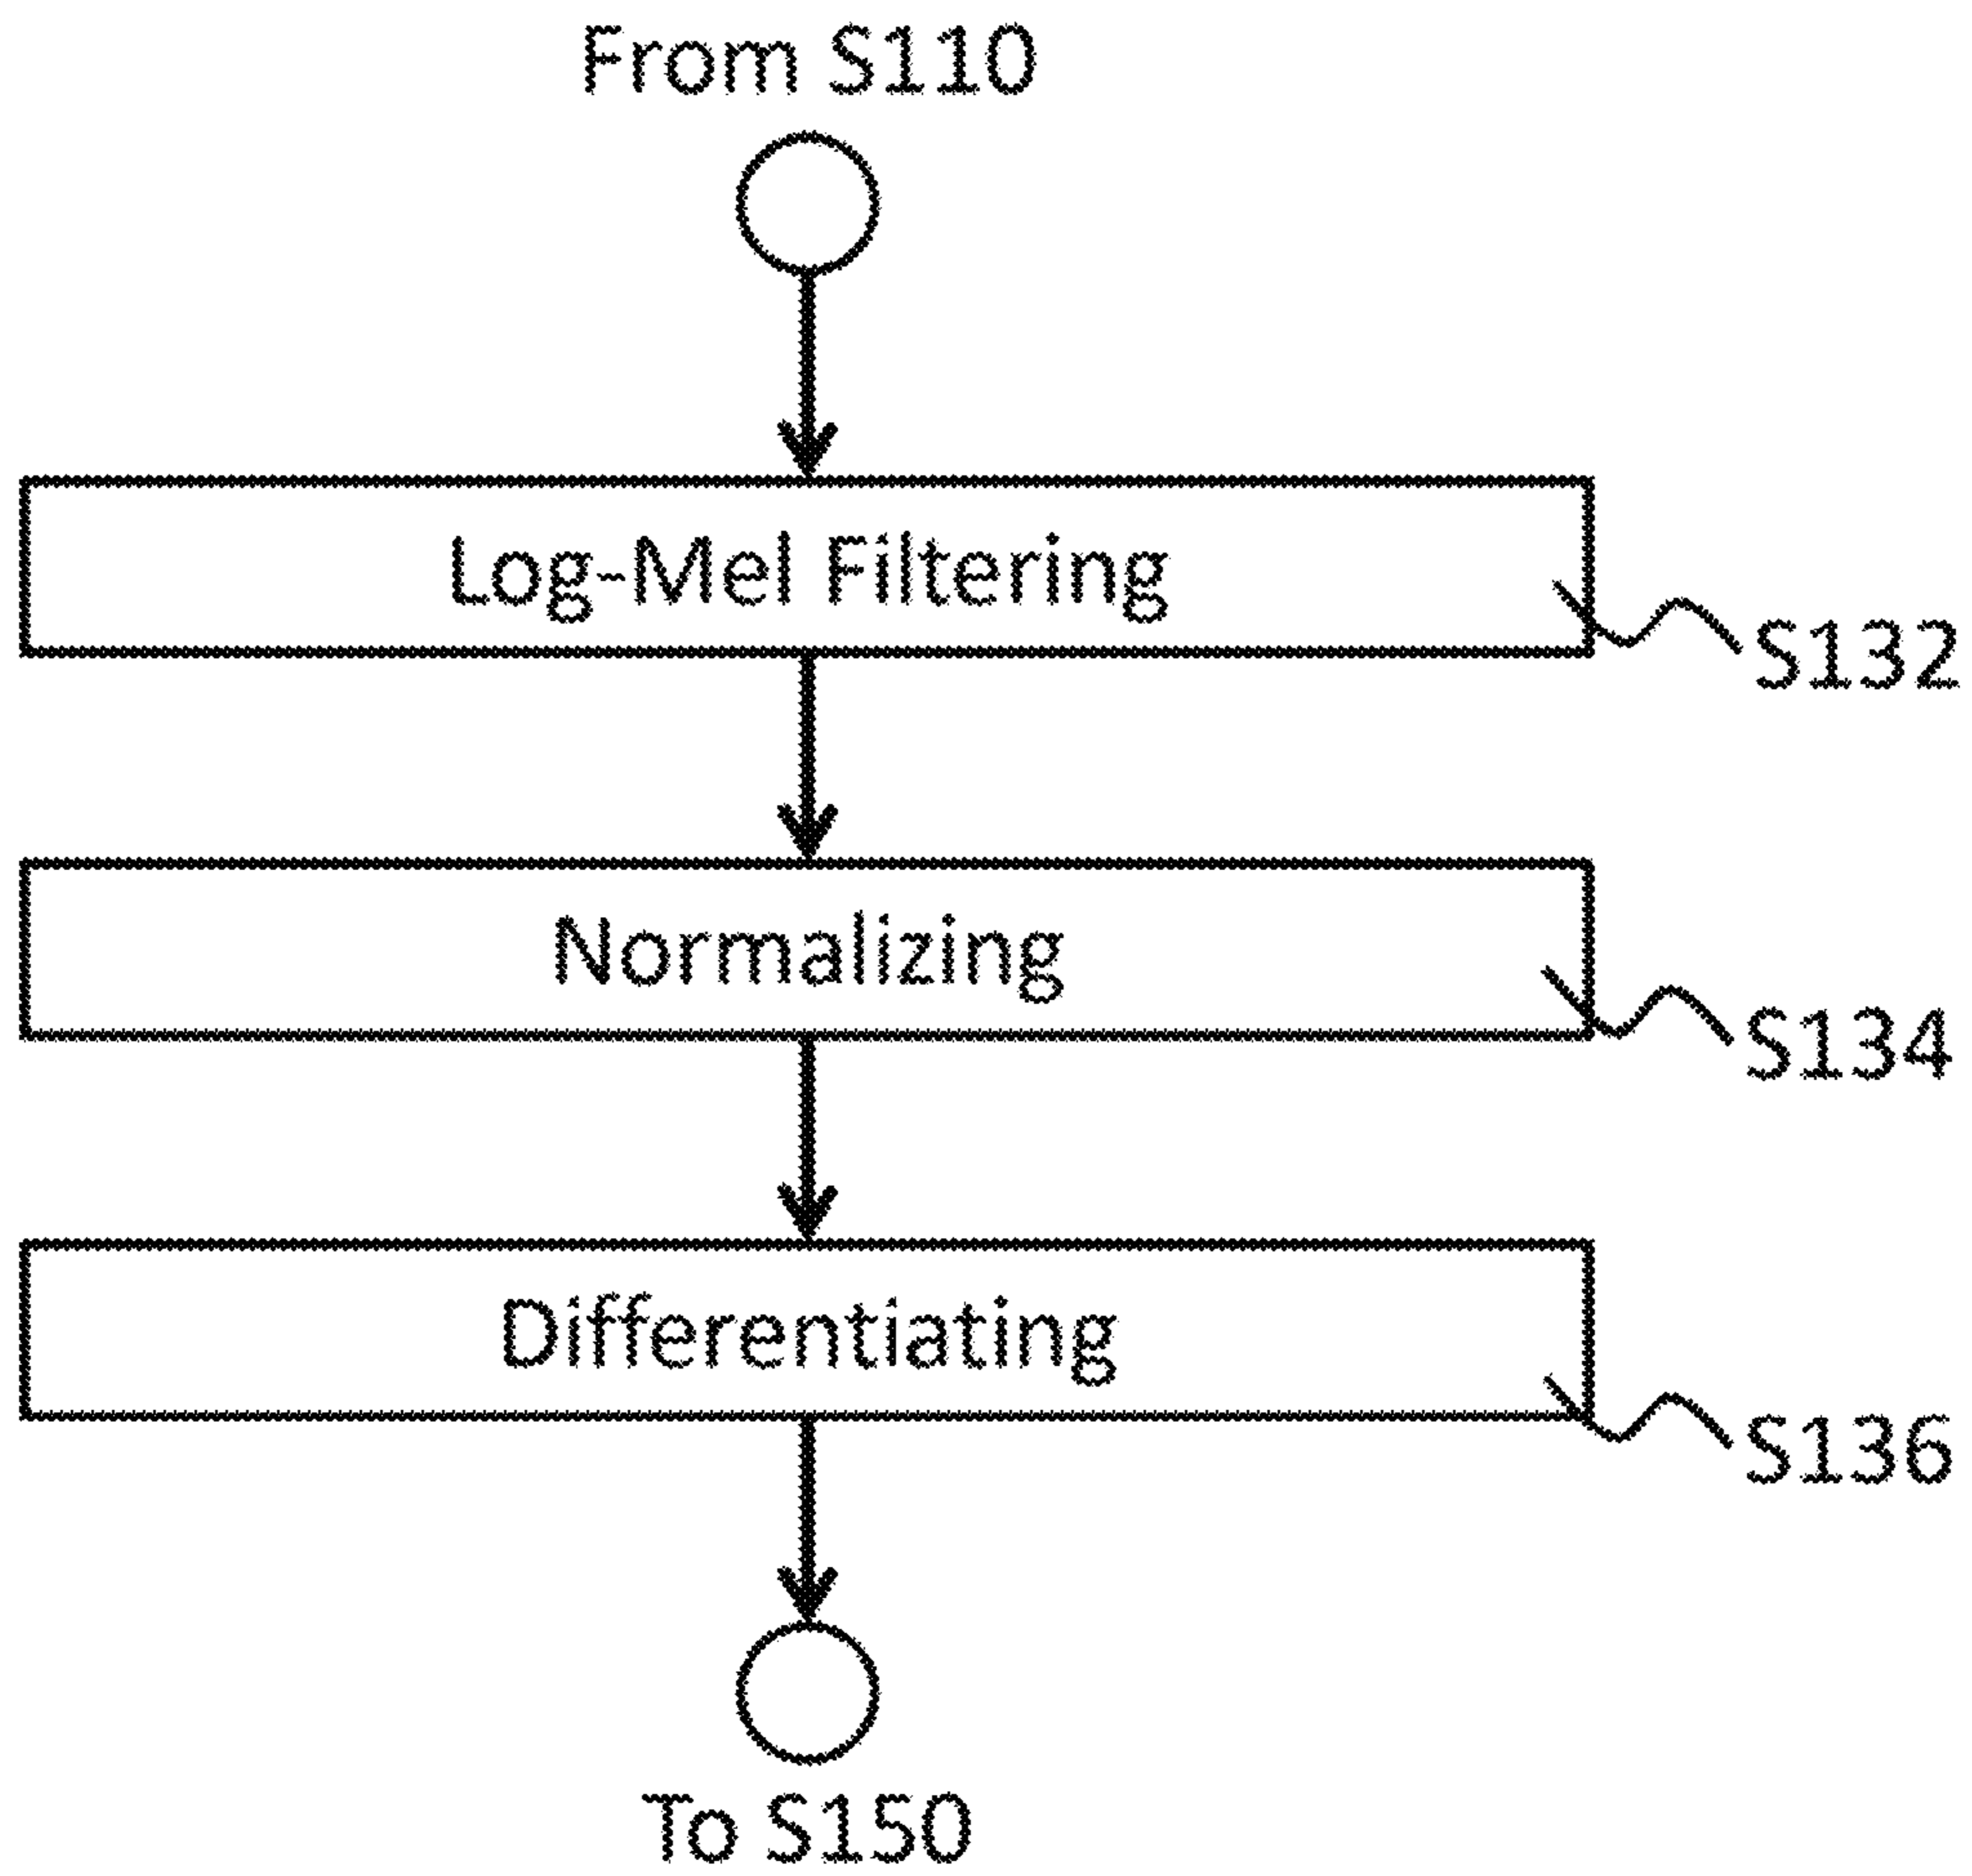 From S110
Log-Mel Filtering
S132
Normalizing
S134
Differentiating
S136
To S150